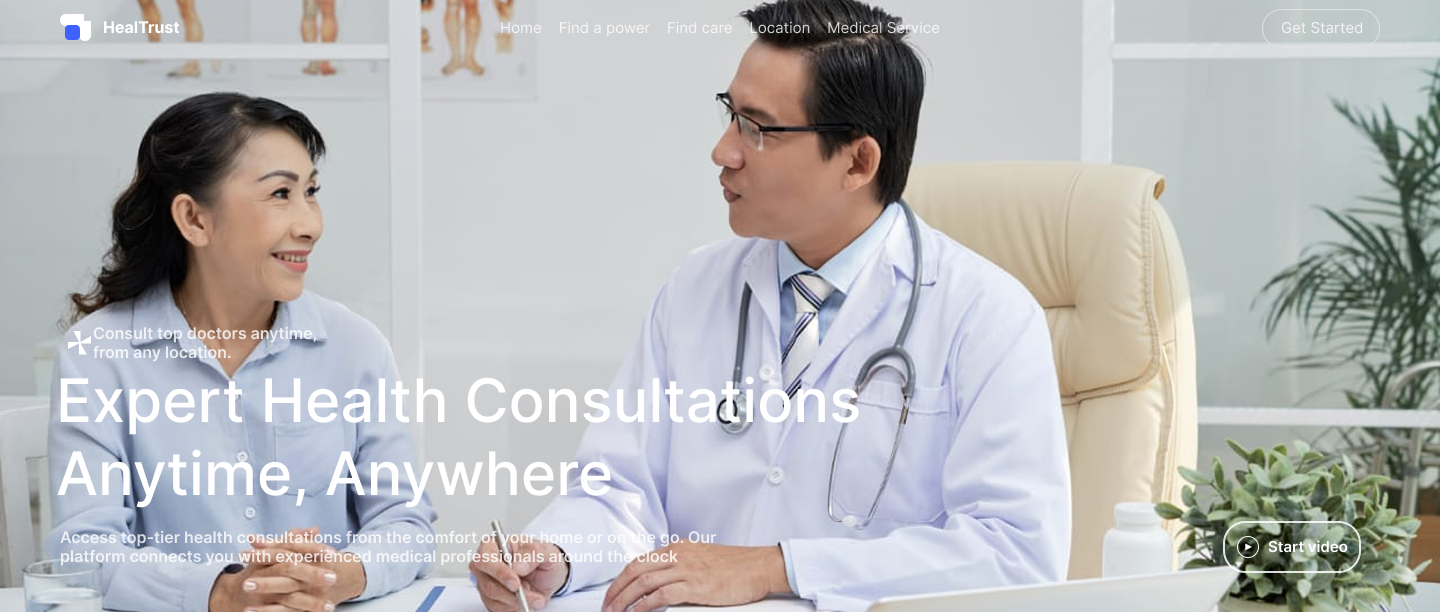 HealTrust
Home Find a power Find care Location Medical Service
Get Started
Consult top doctors anytime,
from any location.
Expert Health Consultations
Anytime, Anywhere
Access top-tier health consultations from the comfort of your home or on the go. Our
platform connects you with experienced medical professionals around the clock
Start video